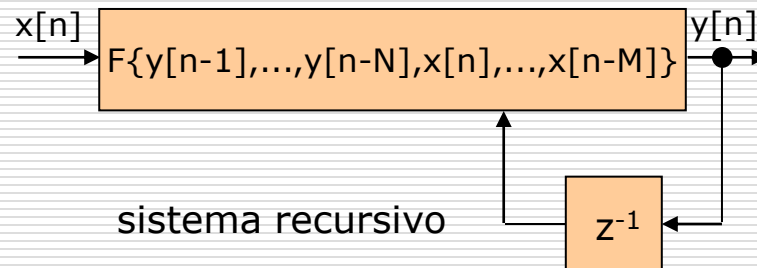 x[n]
F{y[n-1],...,y[n-N],x[n],...,x[n-M]}
y[n]
sistema recursivo
z-1